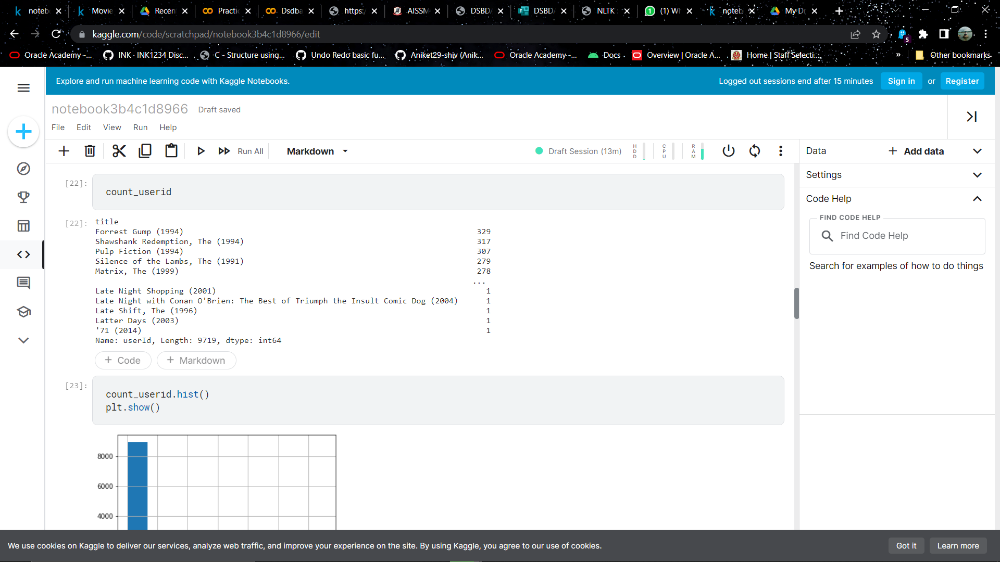 noteb
Movie
Recen
Practic
Dsdba
https:/
AISSM
DSBD
DSBD
NLTK
(1) W
noteb
My D
kaggle.com/code/scratchpad/notebook3b4c1d8966/edit
5
Oracle Academy -...
INK · INK1234 Disc...
C - Structure using...
Undo Redo basic fu...
Aniket29-shiv (Anik...
Oracle Academy -...
Docs
Overview | Oracle A...
Home | Staff Selecti...
»
Other bookmarks
Explore and run machine learning code with Kaggle Notebooks.
Logged out sessions end after 15 minutes
Sign in
or
Register
notebook3b4c1d8966
Draft saved
File Edit View Run Help
Run All
Markdown
Draft Session (13m)
HDD
CPU
RAM
Data
+ Add data
Settings
Code Help
FIND CODE HELP
Find Code Help
Search for examples of how to do things
[22]:
count_userid
[22]:
title
Forrest Gump (1994) 329
Shawshank Redemption, The (1994) 317
Pulp Fiction (1994) 307
Silence of the Lambs, The (1991) 279
Matrix, The (1999) 278
...
Late Night Shopping (2001) 1
Late Night with Conan O'Brien: The Best of Triumph the Insult Comic Dog (2004) 1
Late Shift, The (1996) 1
Latter Days (2003) 1
'71 (2014) 1
Name: userId, Length: 9719, dtype: int64
+ Code
+ Markdown
[23]:
count_userid.hist()
plt.show()
8000
6000
4000
We use cookies on Kaggle to deliver our services, analyze web traffic, and improve your experience on the site. By using Kaggle, you agree to our use of cookies.
Got it
Learn more